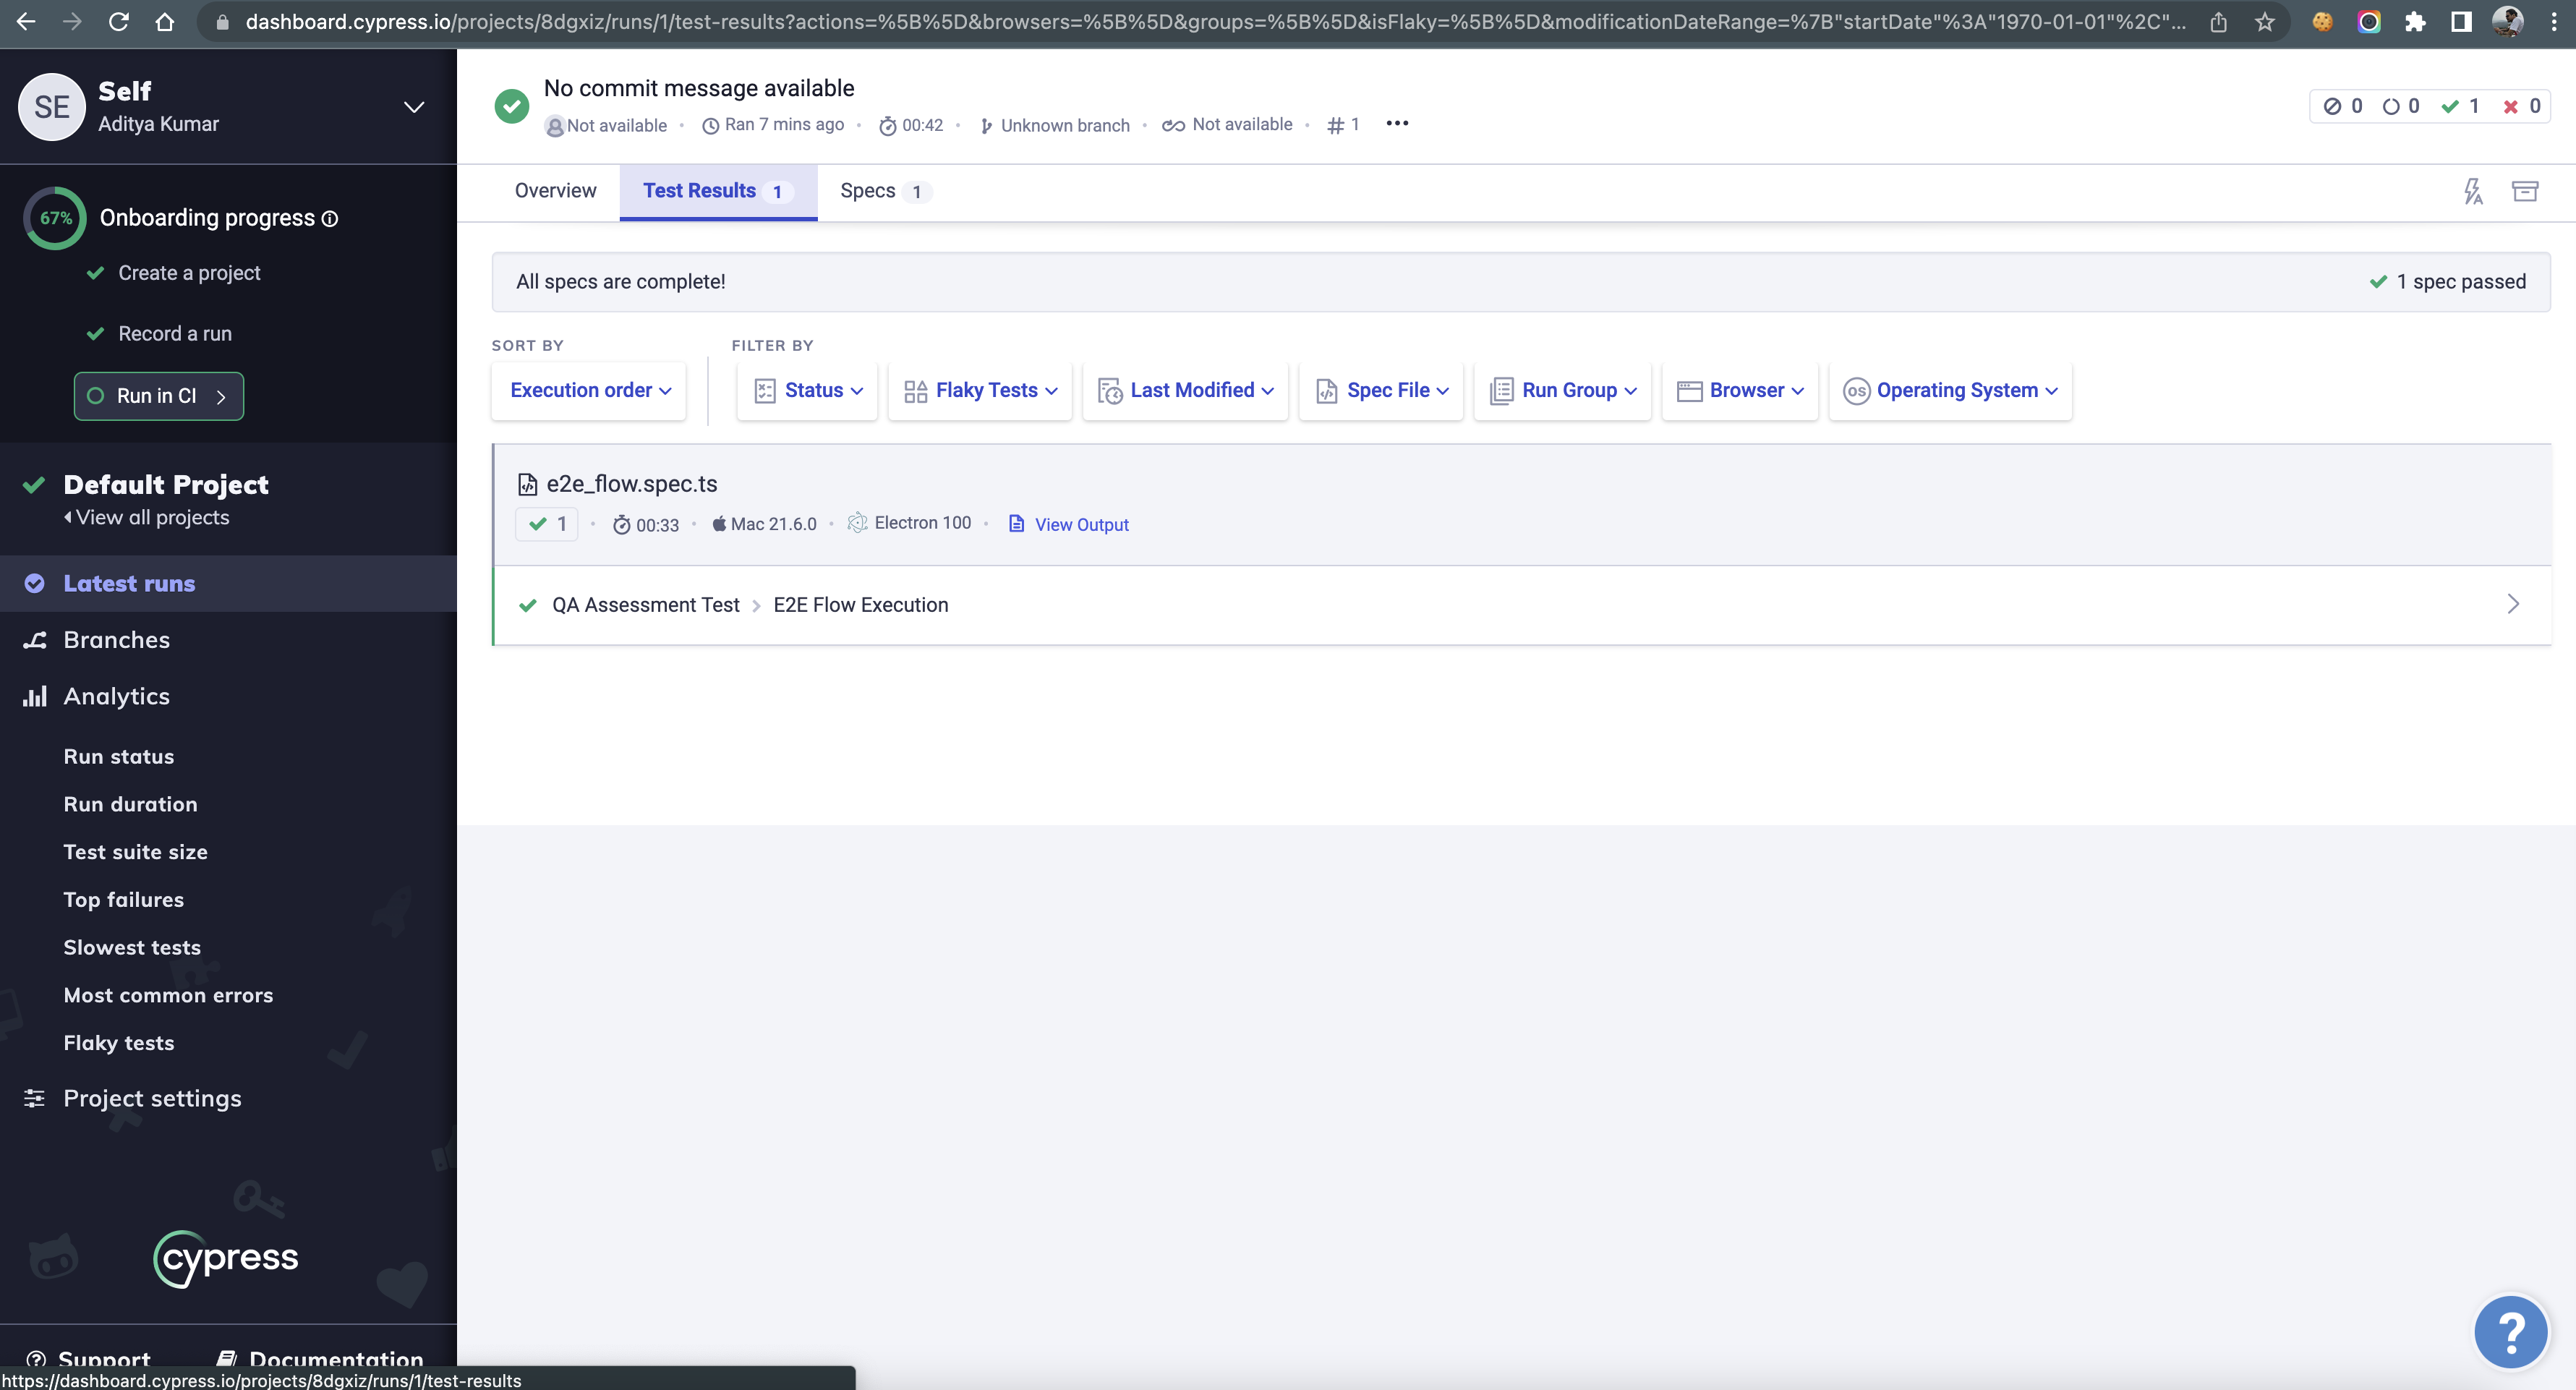 dashboard.cypress.io/projects/8dgxiz/runs/1/test-results?actions=%5B%5D&browsers=%5B%5D&groups=%5B%5D&isFlaky=%5B%5D&modificationDateRange=%7B"startDate"%3A"1970-01-01"%2C"...
SE
Self
Aditya Kumar
67%
Onboarding progress
Create a project
Record a run
Run in CI
Default Project
View all projects
Latest runs
Branches
Analytics
Run status
Run duration
Test suite size
Top failures
Slowest tests
Most common errors
Flaky tests
Project settings
cypress
Support Documentation
https://dashboard.cypress.io/projects/8dgxiz/runs/1/test-results
No commit message available
Not available • Ran 7 mins ago • 00:42 • Unknown branch • Not available • # 1 •••
0 0 1 0
Overview Test Results 1 Specs 1
All specs are complete! 1 spec passed
SORT BY FILTER BY
Execution order Status Flaky Tests Last Modified Spec File Run Group Browser OS Operating System
e2e_flow.spec.ts
1 • 00:33 • Mac 21.6.0 • Electron 100 • View Output
QA Assessment Test > E2E Flow Execution
?